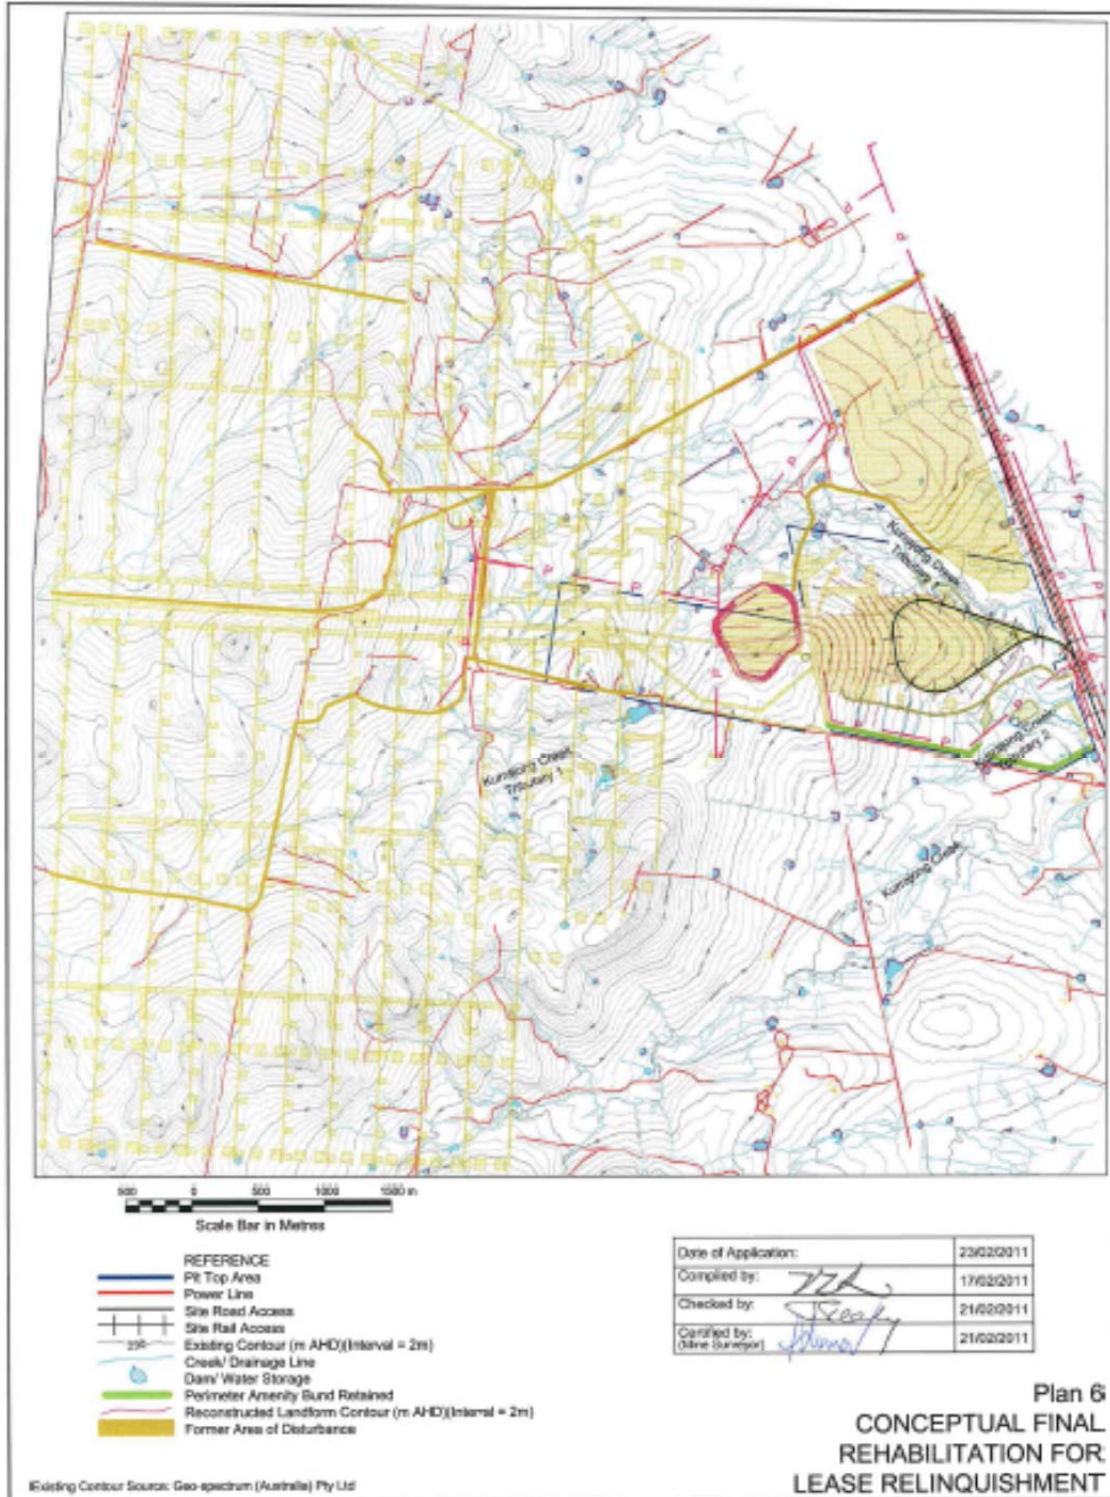 Kurrajong Creek
Tributary 1
Kurrajong Creek
Tributary 2
Kurrajong Creek
Tributary 1
Kurrajong Creek
500 0 500 1000 1500 m
Scale Bar in Metres
REFERENCE
Pit Top Area
Power Line
Site Road Access
Site Rail Access
Existing Contour (m AHD)(Interval = 2m)
Creek/ Drainage Line
Dam/ Water Storage
Perimeter Amenity Bund Retained
Reconstructed Landform Contour (m AHD)(Interval = 2m)
Former Area of Disturbance
Existing Contour Source: Geo-spectrum (Australia) Pty Ltd
Date of Application: 23/02/2011
Compiled by: 17/02/2011
Checked by: 21/02/2011
Certified by: 21/02/2011
(Mine Surveyor)
Plan 6
CONCEPTUAL FINAL
REHABILITATION FOR
LEASE RELINQUISHMENT